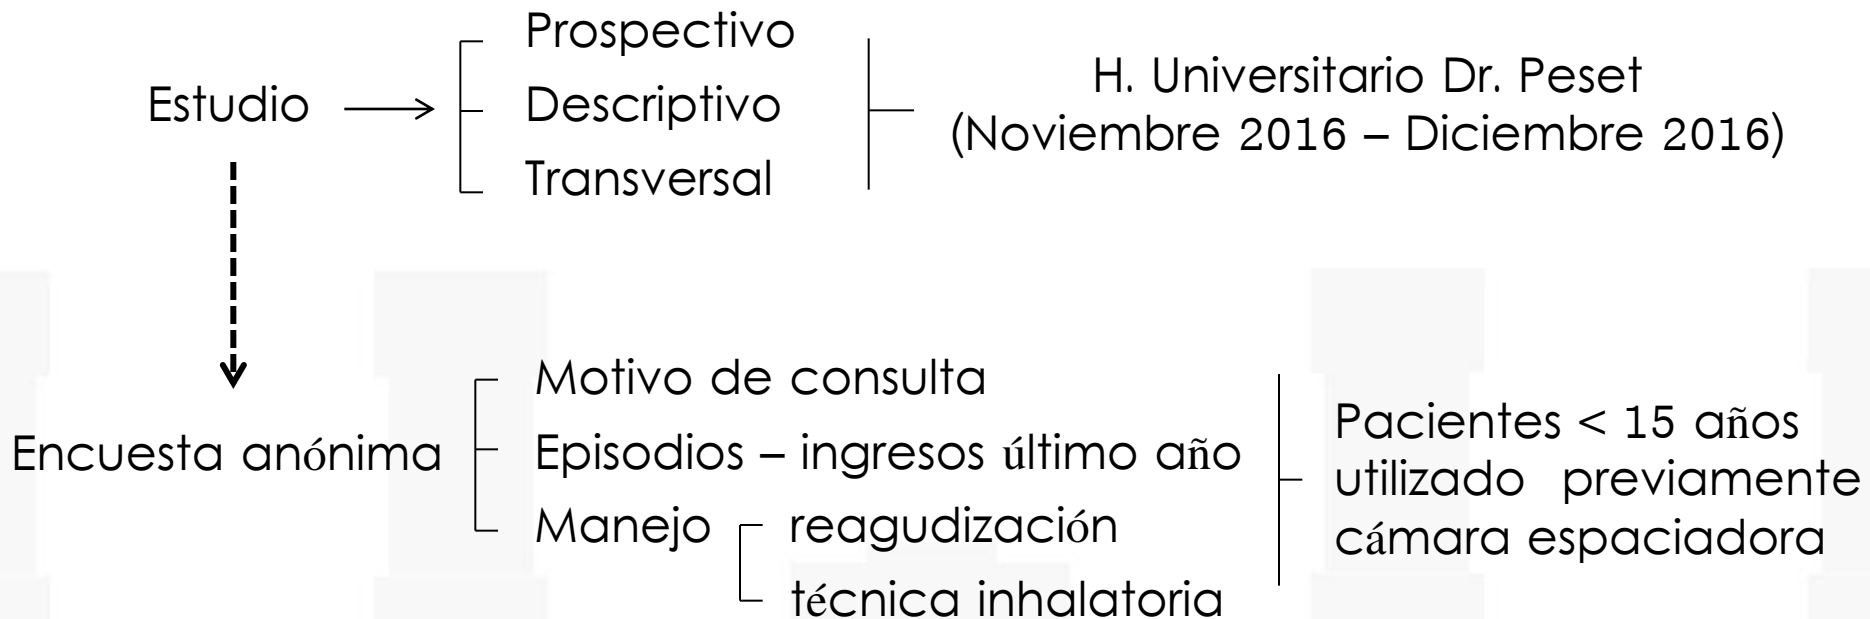 Estudio
Prospectivo
Descriptivo
Transversal
H. Universitario Dr. Peset
(Noviembre 2016 – Diciembre 2016)
Encuesta anónima
Motivo de consulta
Episodios – ingresos último año
Manejo
reagudización
técnica inhalatoria
Pacientes < 15 años
utilizado previamente
cámara espaciadora